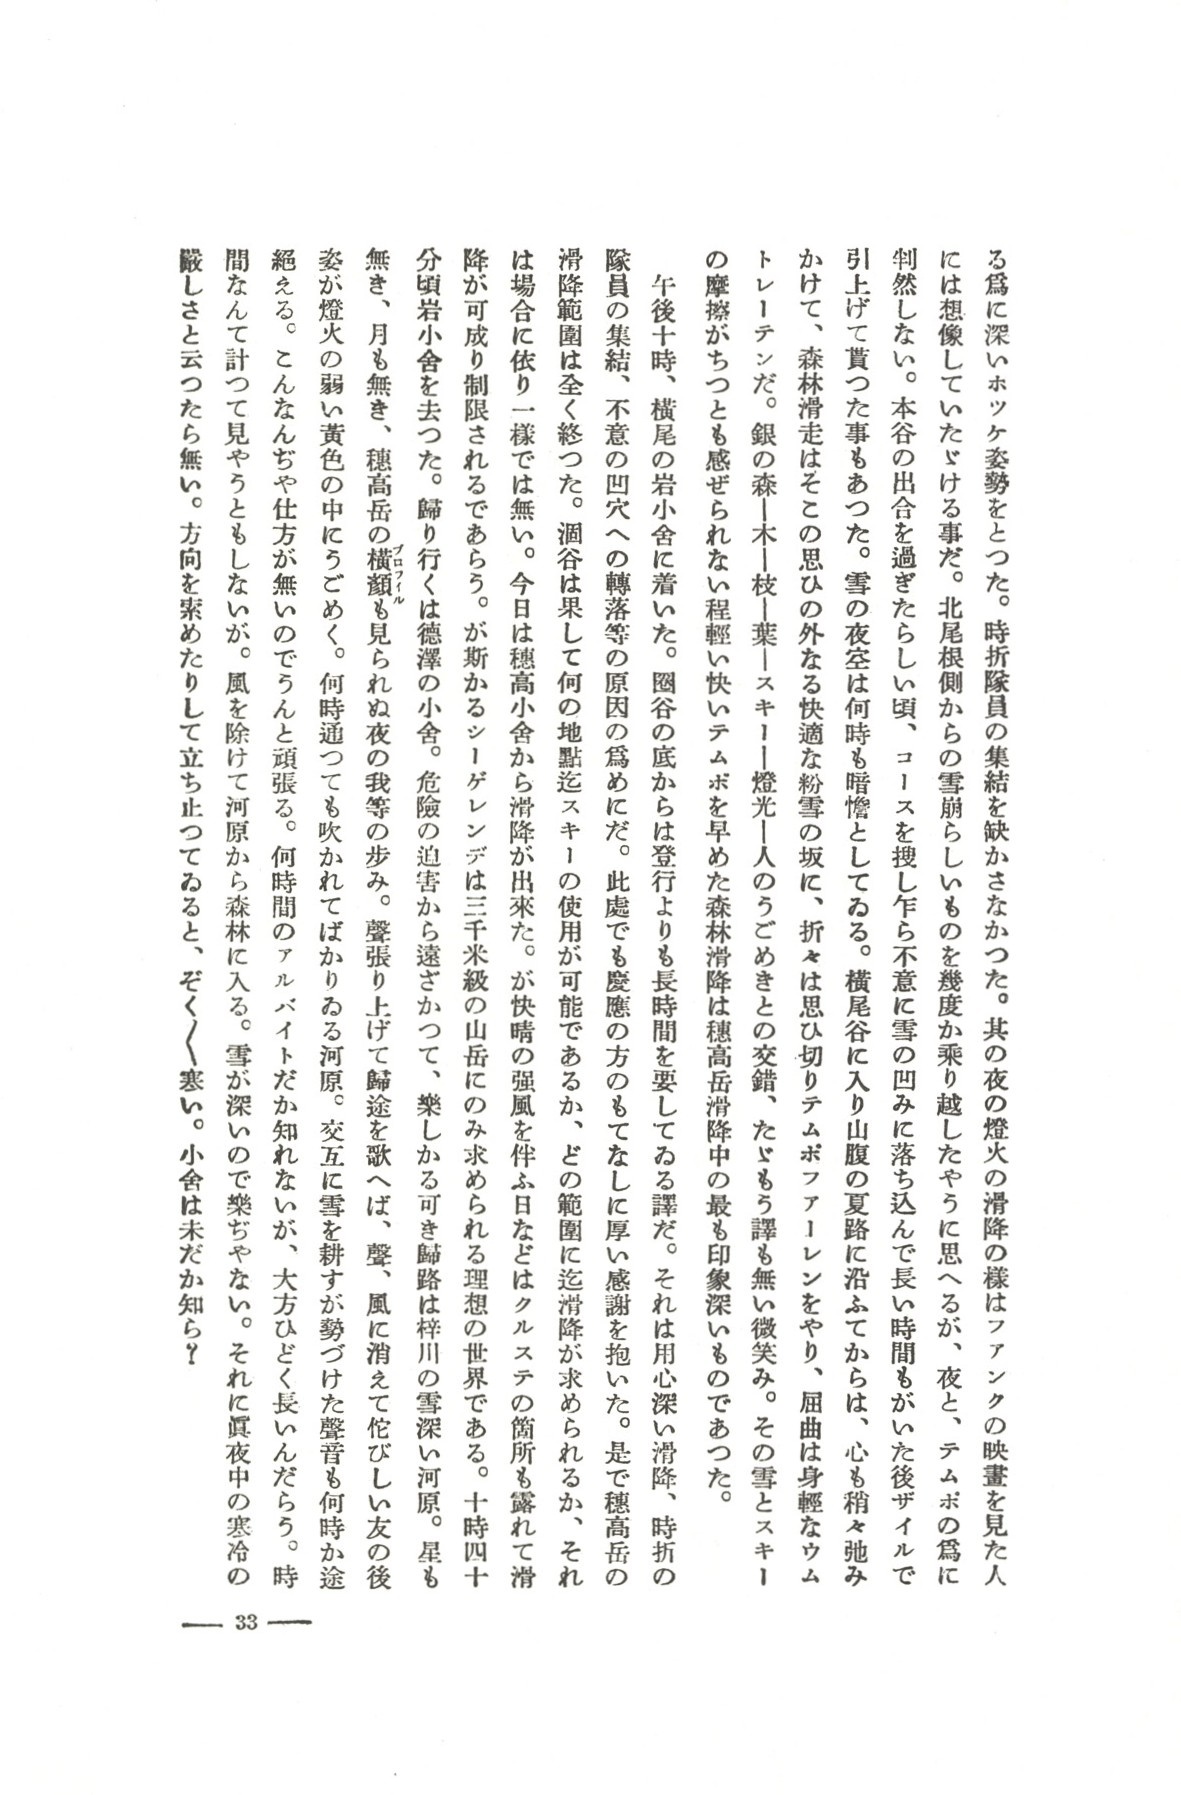 る爲に深いホツケ姿勢をとつた。時折隊員の集結を缺かさなかつた。其の夜の燈火の滑降の樣はファンクの映畫を見た人
には想像していたゞける事だ。北尾根側からの雪崩らしいものを幾度か乘り越したやうに思へるが、夜と、テムポの爲に
判然しない。本谷の出合を過ぎたらしい頃、コースを搜し乍ら不意に雪の凹みに落ち込んで長い時間もがいた後ザイルで
引上げて貰つた事もあつた。雪の夜空は何時も暗憺としてゐる。橫尾谷に入り山腹の夏路に沿ふてからは、心も稍々弛み
かけて、森林滑走はそこの思ひの外なる快適な粉雪の坂に、折々は思ひ切りテムポファーレンをやり、屈曲は身輕なウム
トレーテンだ。銀の森―木―枝―葉―スキー―燈光―人のうごめきとの交錯、たゞもう譯も無い微笑み。その雪とスキー
の摩擦がちつとも感ぜられない程輕い快いテムポを早めた森林滑降は穗高岳滑降中の最も印象深いものであつた。
午後十時、橫尾の岩小舍に着いた。圈谷の底からは登行よりも長時間を要してゐる譯だ。それは用心深い滑降、時折の
隊員の集結、不意の凹穴への轉落等の原因の爲めにだ。此處でも慶應の方のもてなしに厚い感謝を抱いた。是で穗高岳の
滑降範圍は全く終つた。涸谷は果して何の地點迄スキーの使用が可能であるか、どの範圍に迄滑降が求められるか、それ
は場合に依り一樣では無い。今日は穗高小舍から滑降が出來た。が快晴の强風を伴ふ日などはクルステの箇所も露れて滑
降が可成り制限されるであらう。が斯かるシーゲレンデは三千米級の山岳にのみ求められる理想の世界である。十時四十
分頃岩小舍を去つた。歸り行くは德澤の小舍。危險の迫害から遠ざかつて、樂しかる可き歸路は梓川の雪深い河原。星も
無き、月も無き、穗高岳の橫顏プロフイルも見られぬ夜の我等の步み。聲張り上げて歸途を歌へば、聲、風に消えて佗びしい友の後
姿が燈火の弱い黃色の中にうごめく。何時通つても吹かれてばかりゐる河原。交互に雪を耕すが勢づけた聲音も何時か途
絕える。こんなんぢや仕方が無いのでうんと頑張る。何時間のアルバイトだか知れないが、大方ひどく長いんだらう。時
間なんて計つて見やうともしないが。風を除けて河原から森林に入る。雪が深いので樂ぢやない。それに眞夜中の寒冷の
嚴しさと云つたら無い。方向を索めたりして立ち止つてゐると、ぞく〱寒い。小舍は未だか知ら？
― 33 ―